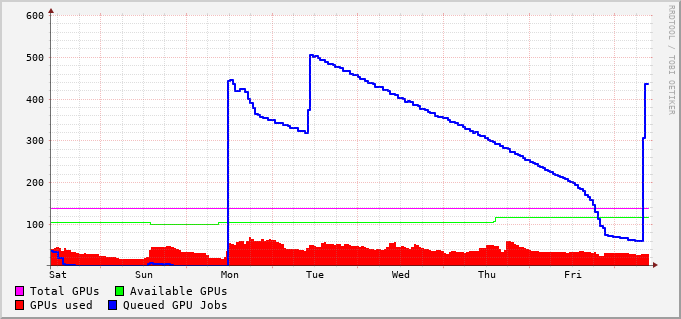 600
500
400
300
200
100
Sat Sun Mon Tue Wed Thu Fri
Total GPUs Available GPUs
GPUs used Queued GPU Jobs
RRDTOOL / TOBI OETIKER